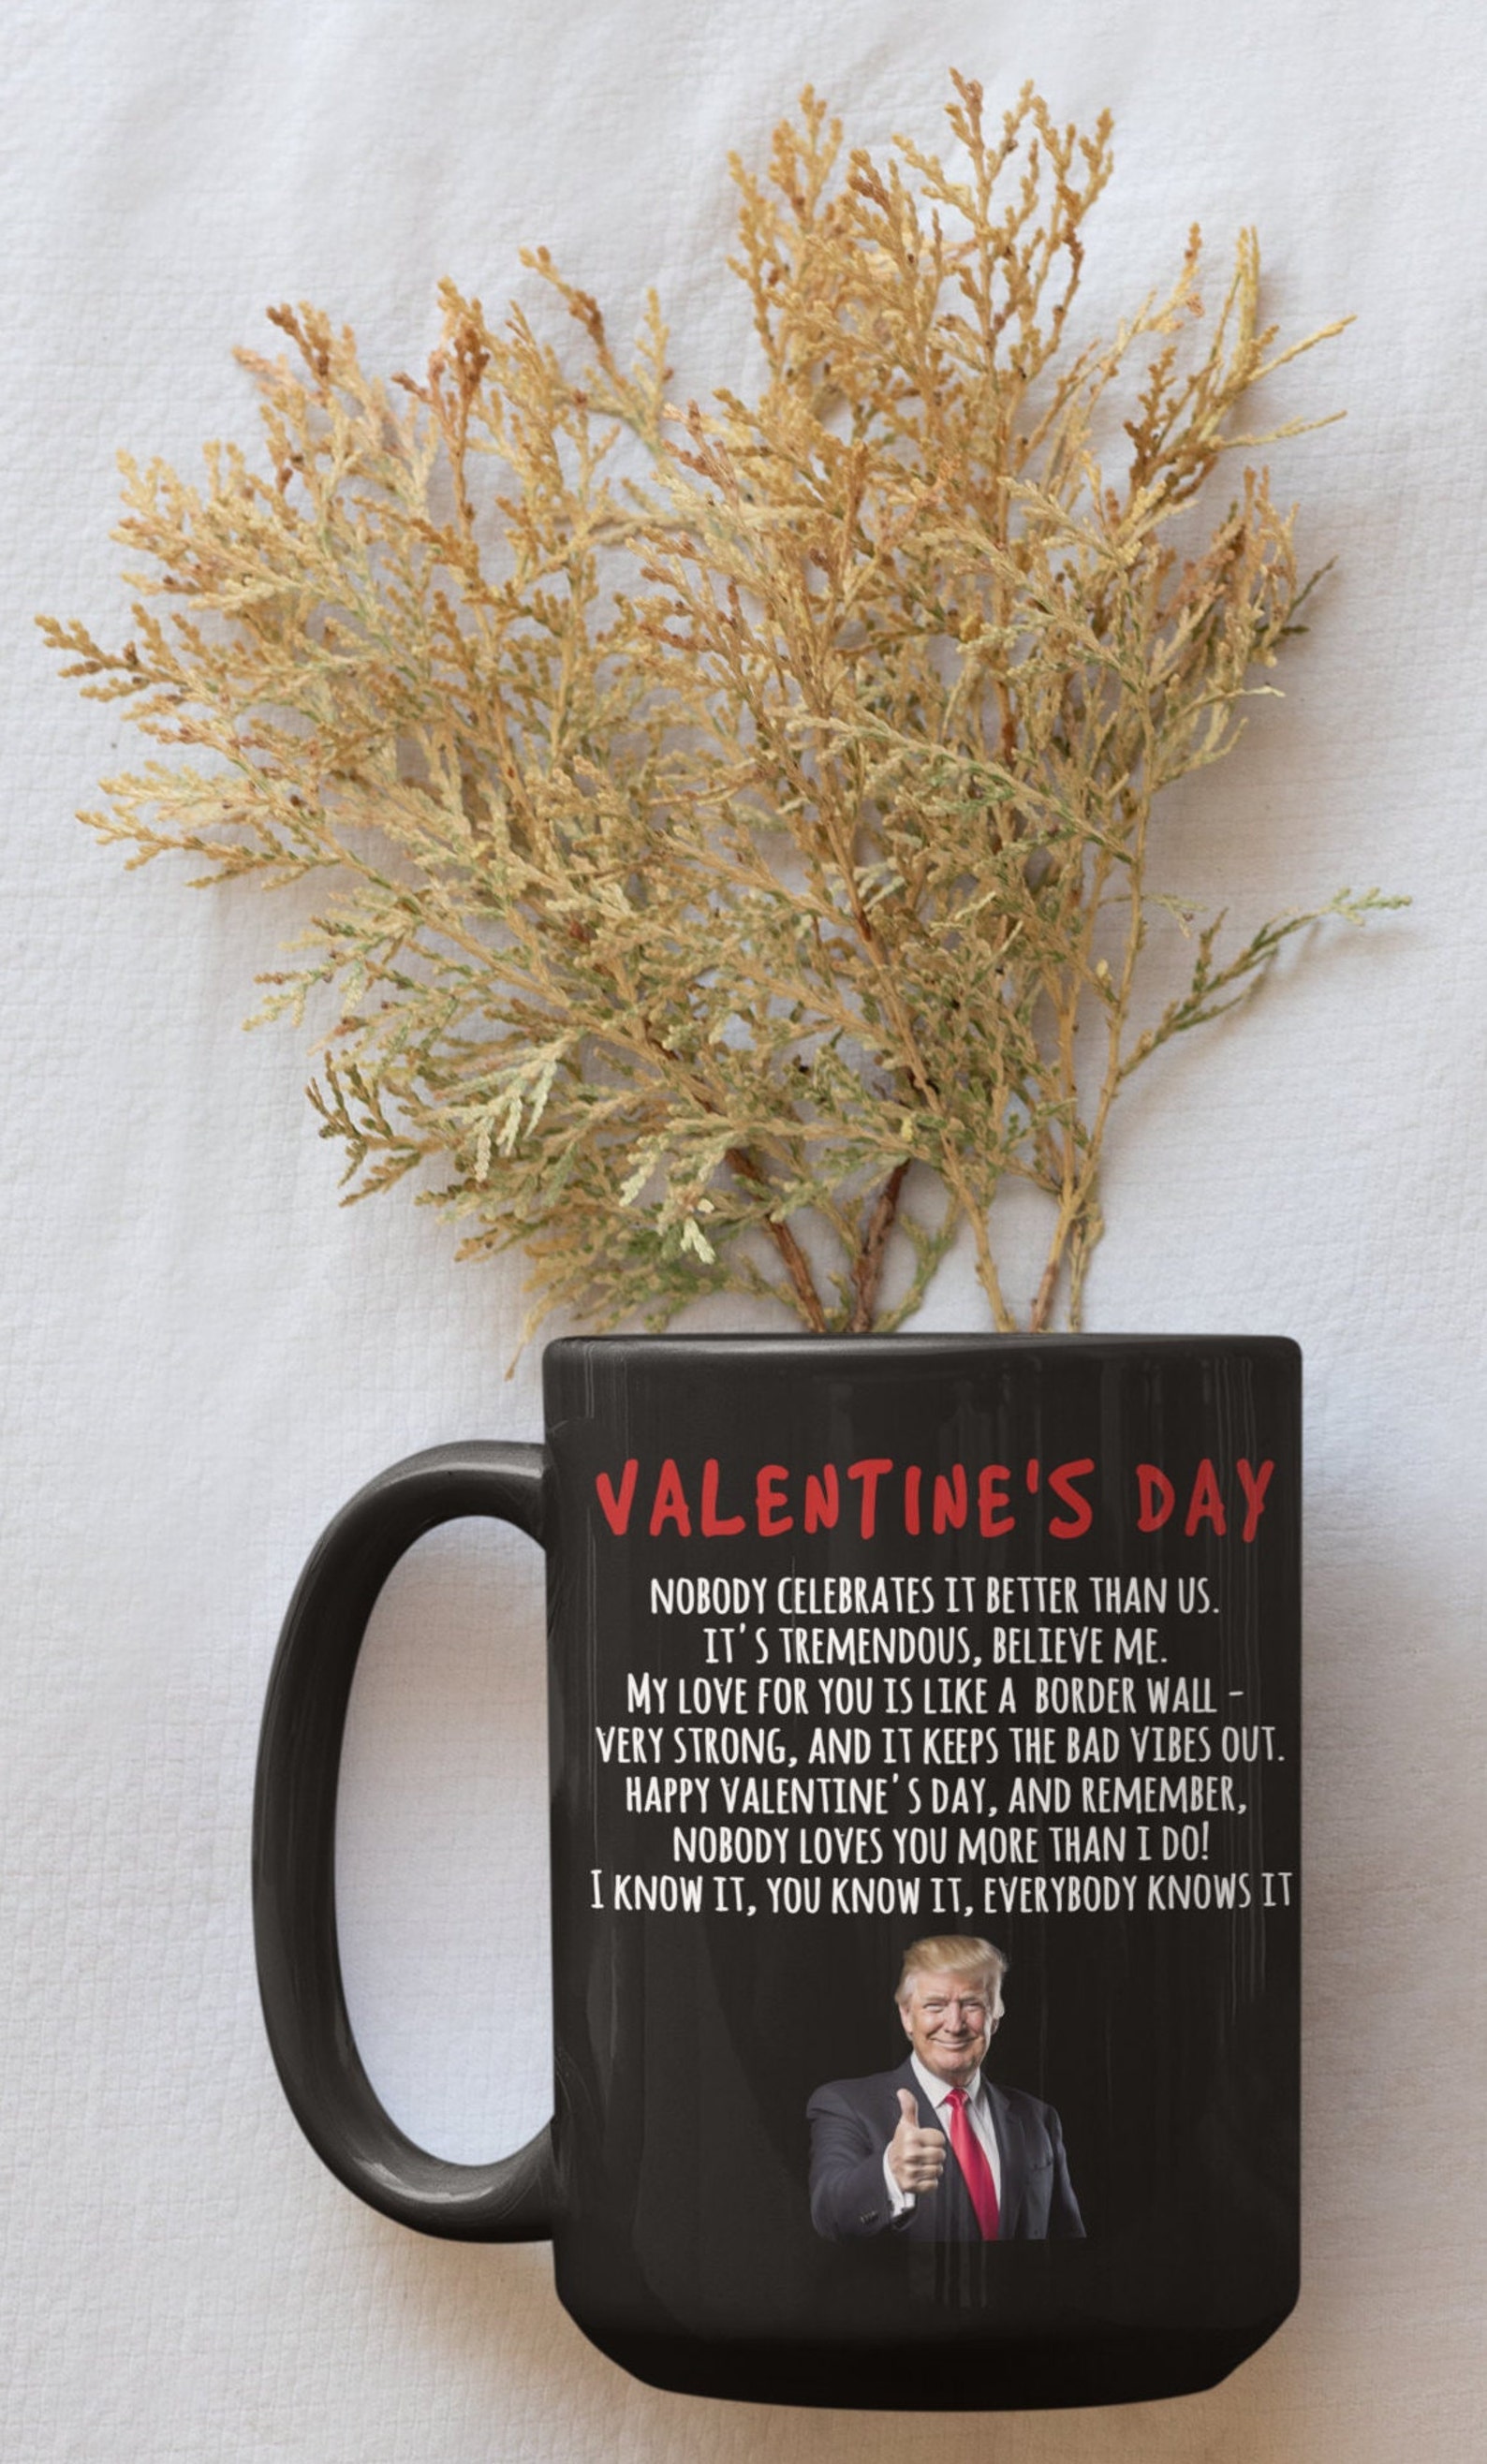 VALENTINE'S DAY
NOBODY CELEBRATES IT BETTER THAN US.
IT'S TREMENDOUS, BELIEVE ME.
MY LOVE FOR YOU IS LIKE A BORDER WALL -
VERY STRONG, AND IT KEEPS THE BAD VIBES OUT.
HAPPY VALENTINE'S DAY, AND REMEMBER,
NOBODY LOVES YOU MORE THAN I DO!
I KNOW IT, YOU KNOW IT, EVERYBODY KNOWS IT